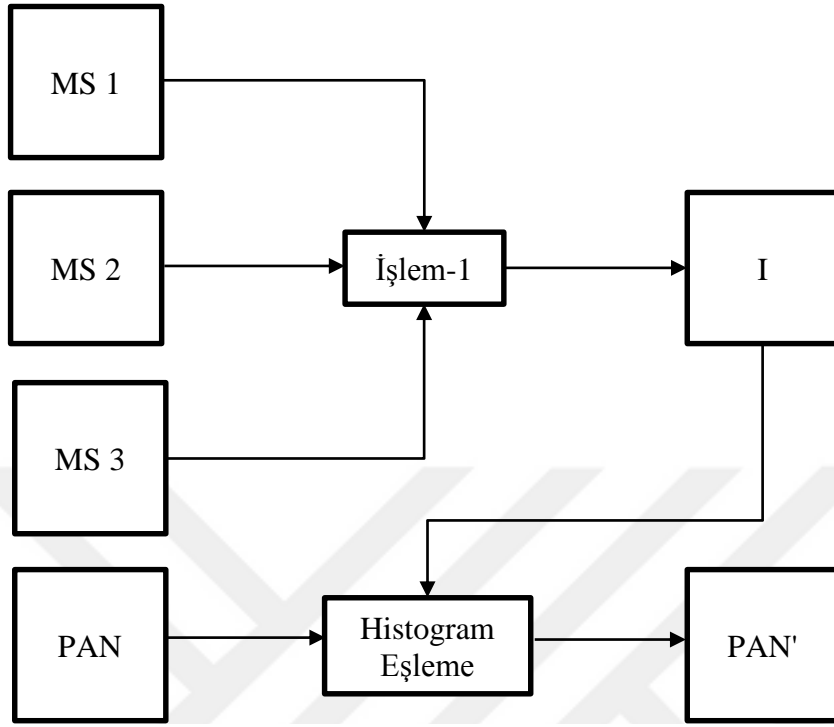 MS 1
MS 2
İşlem-1
I
MS 3
PAN
Histogram
Eşleme
PAN'